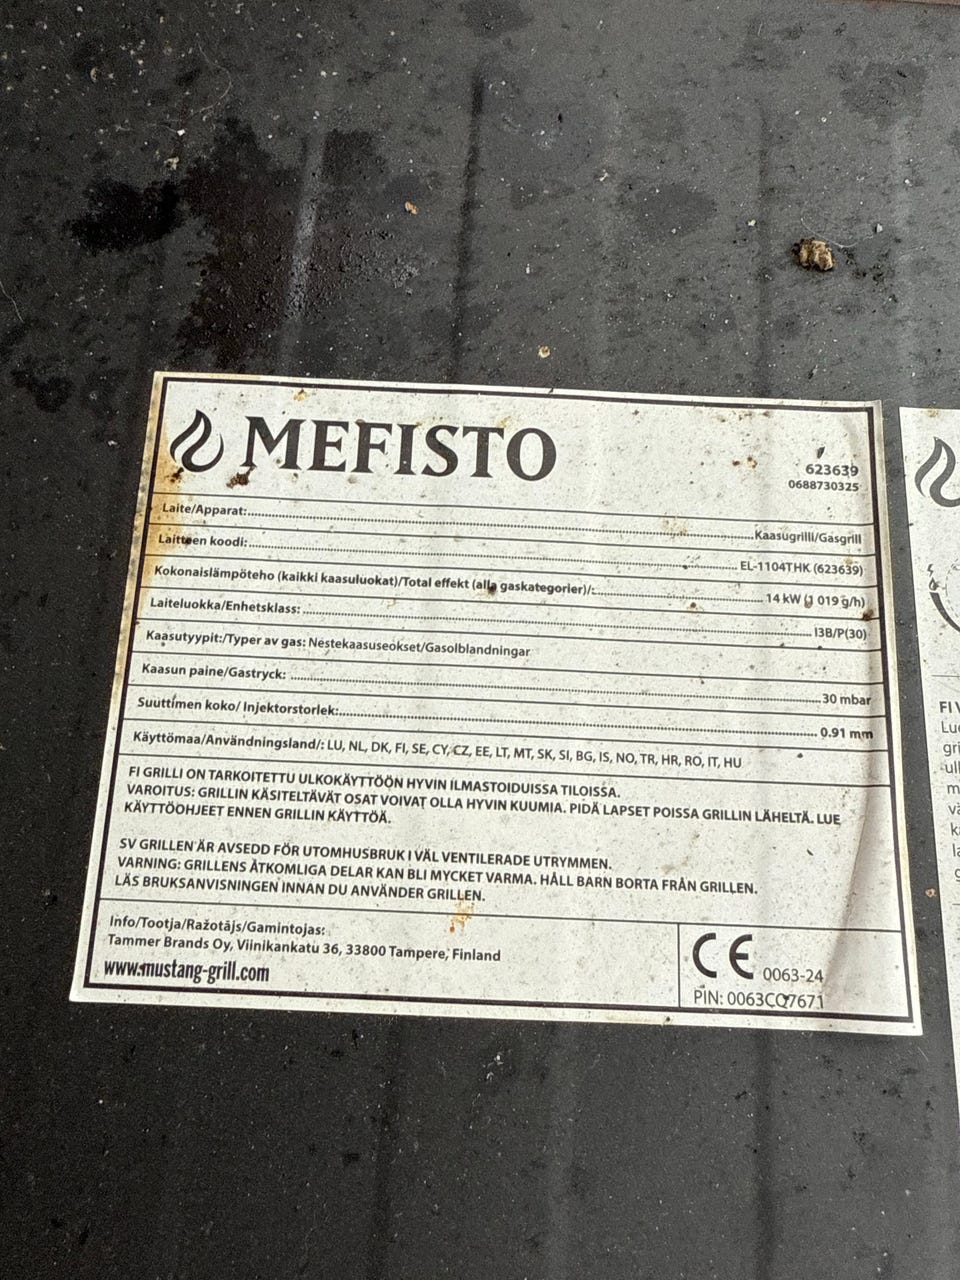 MEFISTO
623639
0688730325
Laite/Apparat:..........Kaasugrilli/Gasgrill
Laitteen koodi:.......... EL-1104THK (623639)
Kokonaislämpöteho (kaikki kaasuluokat)/Total effekt (alla gaskategorier)/:.......... 14 kW (1 019 g/h)
Laiteluokka/Enhetsklass: .......... I3B/P(30)
Kaasutyypit:/Typer av gas: Nestekaasuseokset/Gasolblandningar
Kaasun paine/Gastryck: ..........30 mbar
Suuttimen koko/ Injektorstorlek:.......... 0.91 mm
Käyttömaa/Användningsland/: LU, NL, DK, FI, SE, CY, CZ, EE, LT, MT, SK, SI, BG, IS, NO, TR, HR, RO, IT, HU
FI GRILLI ON TARKOITETTU ULKOKÄYTTÖÖN HYVIN ILMASTOIDUISSA TILOISSA.
VAROITUS: GRILLIN KÄSITELTÄVÄT OSAT VOIVAT OLLA HYVIN KUUMIA. PIDÄ LAPSET POISSA GRILLIN LÄHELTÄ. LUE
KÄYTTÖOHJEET ENNEN GRILLIN KÄYTTÖÄ.
SV GRILLEN ÄR AVSEDD FÖR UTOMHUSBRUK I VÄL VENTILERADE UTRYMMEN.
VARNING: GRILLENS ÅTKOMLIGA DELAR KAN BLI MYCKET VARMA. HÅLL BARN BORTA FRÅN GRILLEN.
LÄS BRUKSANVISNINGEN INNAN DU ANVÄNDER GRILLEN.
Info/Tootja/Ražotājs/Gamintojas:
Tammer Brands Oy, Viinikankatu 36, 33800 Tampere, Finland
www.mustang-grill.com
CE 0063-24
PIN: 0063CQ7671
FI